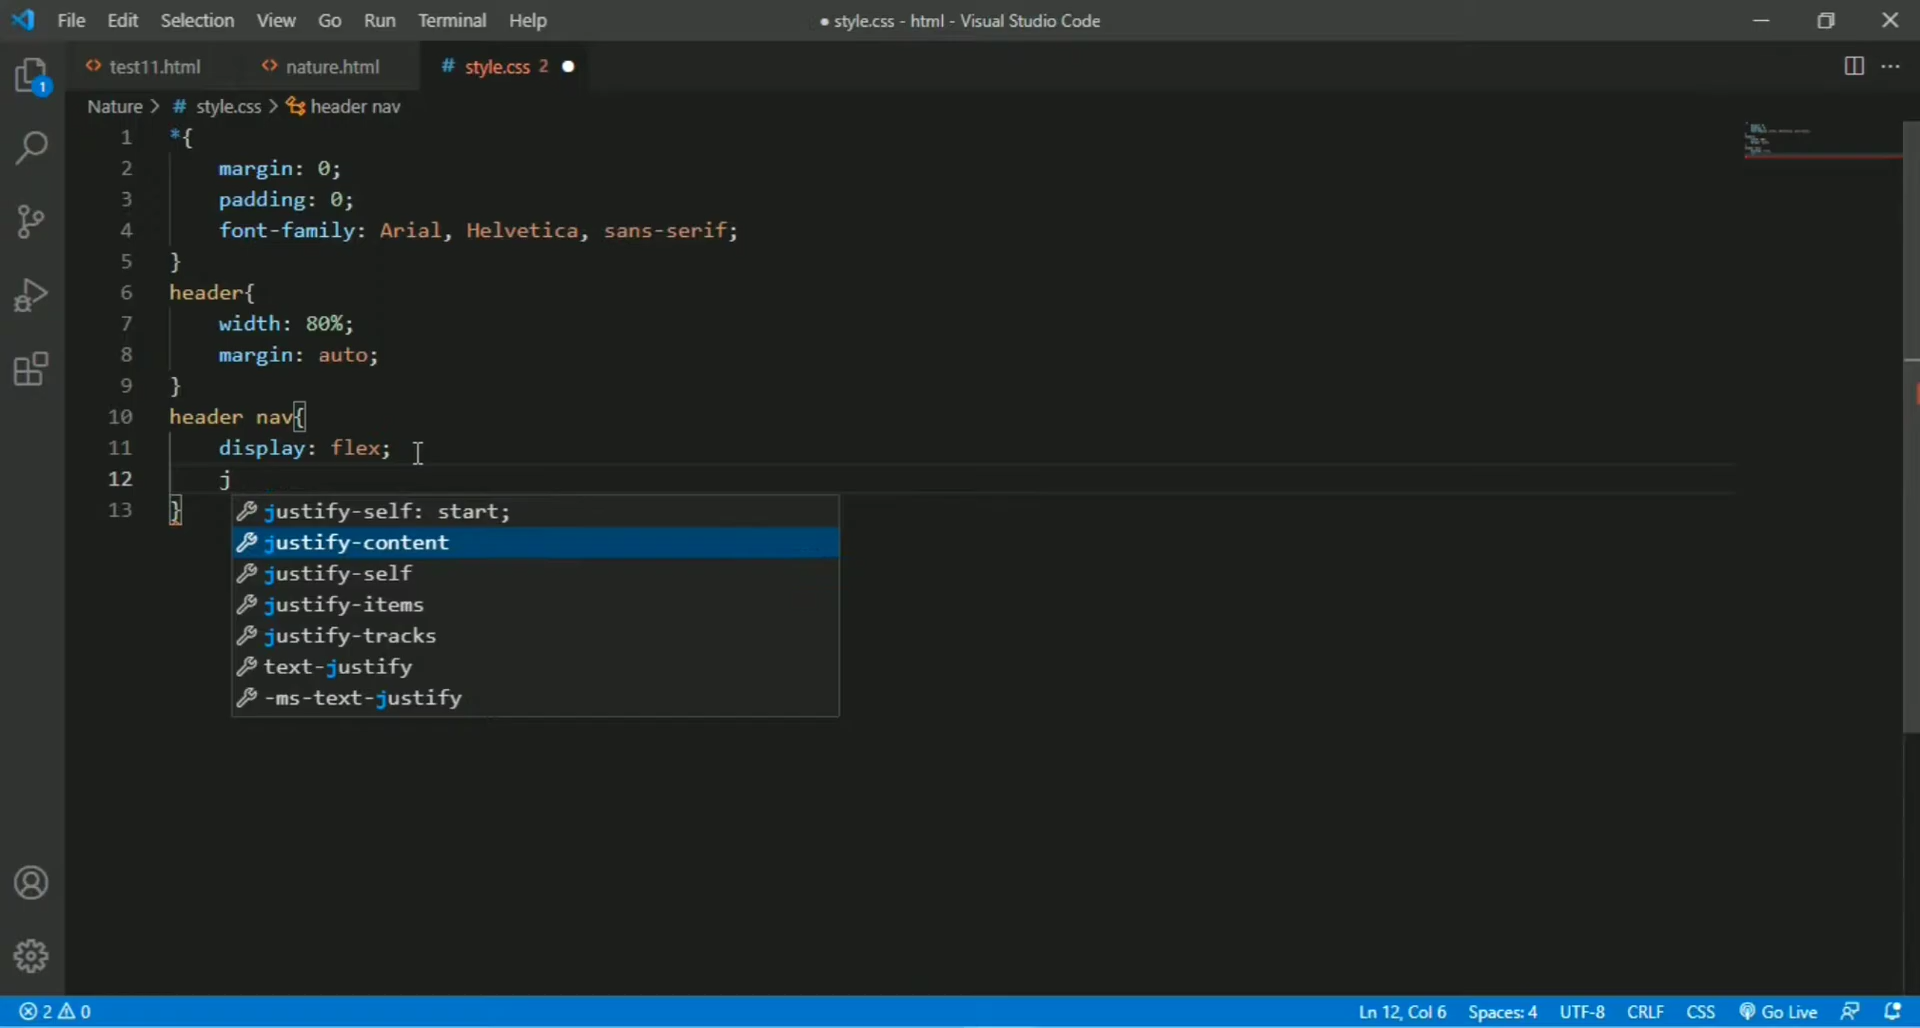 File Edit Selection View Go Run Terminal Help
● style.css - html - Visual Studio Code
test11.html
nature.html
# style.css 2 ●
1
Nature > # style.css > header nav
1 *{
2 margin: 0;
3 padding: 0;
4 font-family: Arial, Helvetica, sans-serif;
5 }
6 header{
7 width: 80%;
8 margin: auto;
9 }
10 header nav{
11 display: flex;
12 j
13 }
justify-self: start;
justify-content
justify-self
justify-items
justify-tracks
text-justify
-ms-text-justify
2 0
Ln 12, Col 6 Spaces: 4 UTF-8 CRLF CSS Go Live